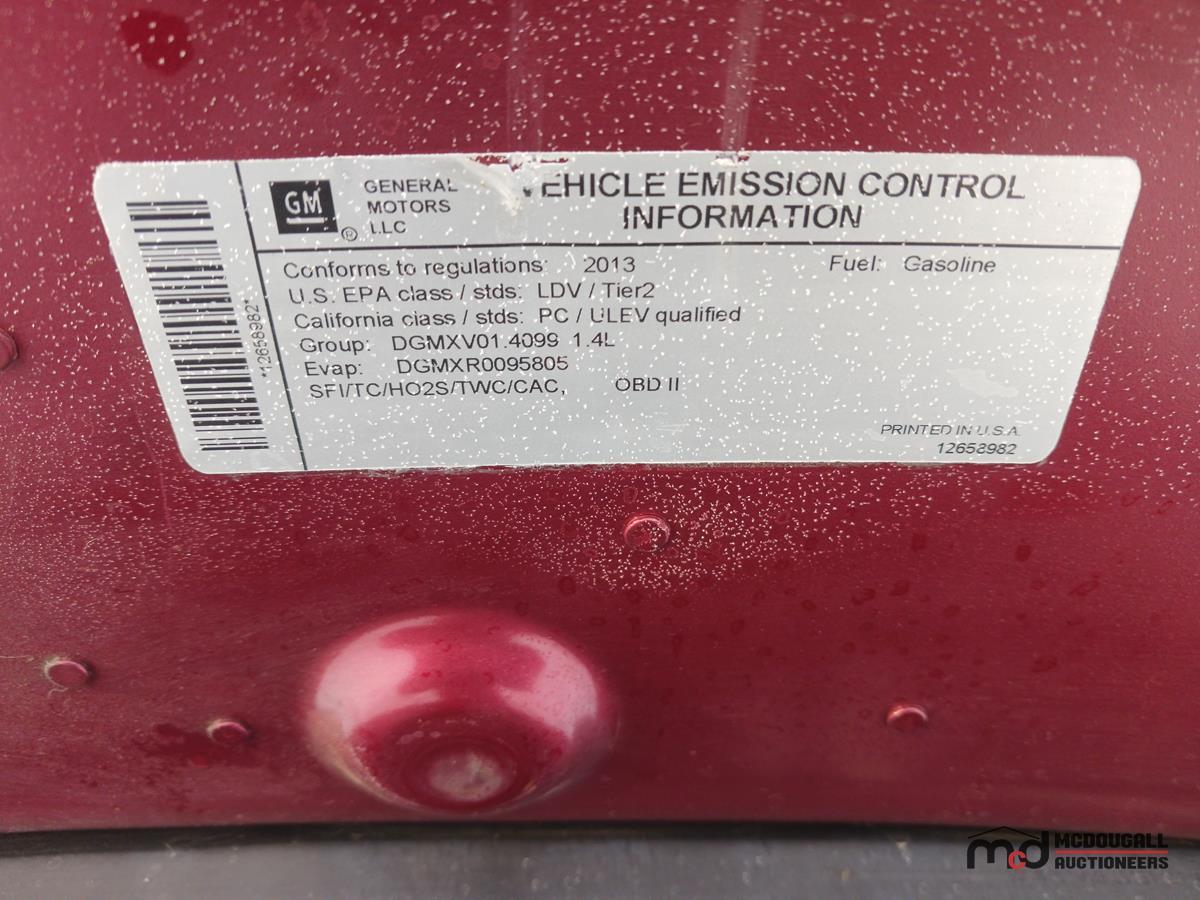 GM
®
GENERAL
MOTORS
LLC
VEHICLE EMISSION CONTROL
INFORMATION
Conforms to regulations: 2013
Fuel: Gasoline
U.S. EPA class / stds: LDV / Tier2
California class / stds: PC / ULEV qualified
Group: DGMXV01.4099 1.4L
Evap: DGMXR0095805
SFI/TC/HO2S/TWC/CAC, OBD II
*12658982*
PRINTED IN U.S.A.
12658982
mcd MCDOUGALL
AUCTIONEERS